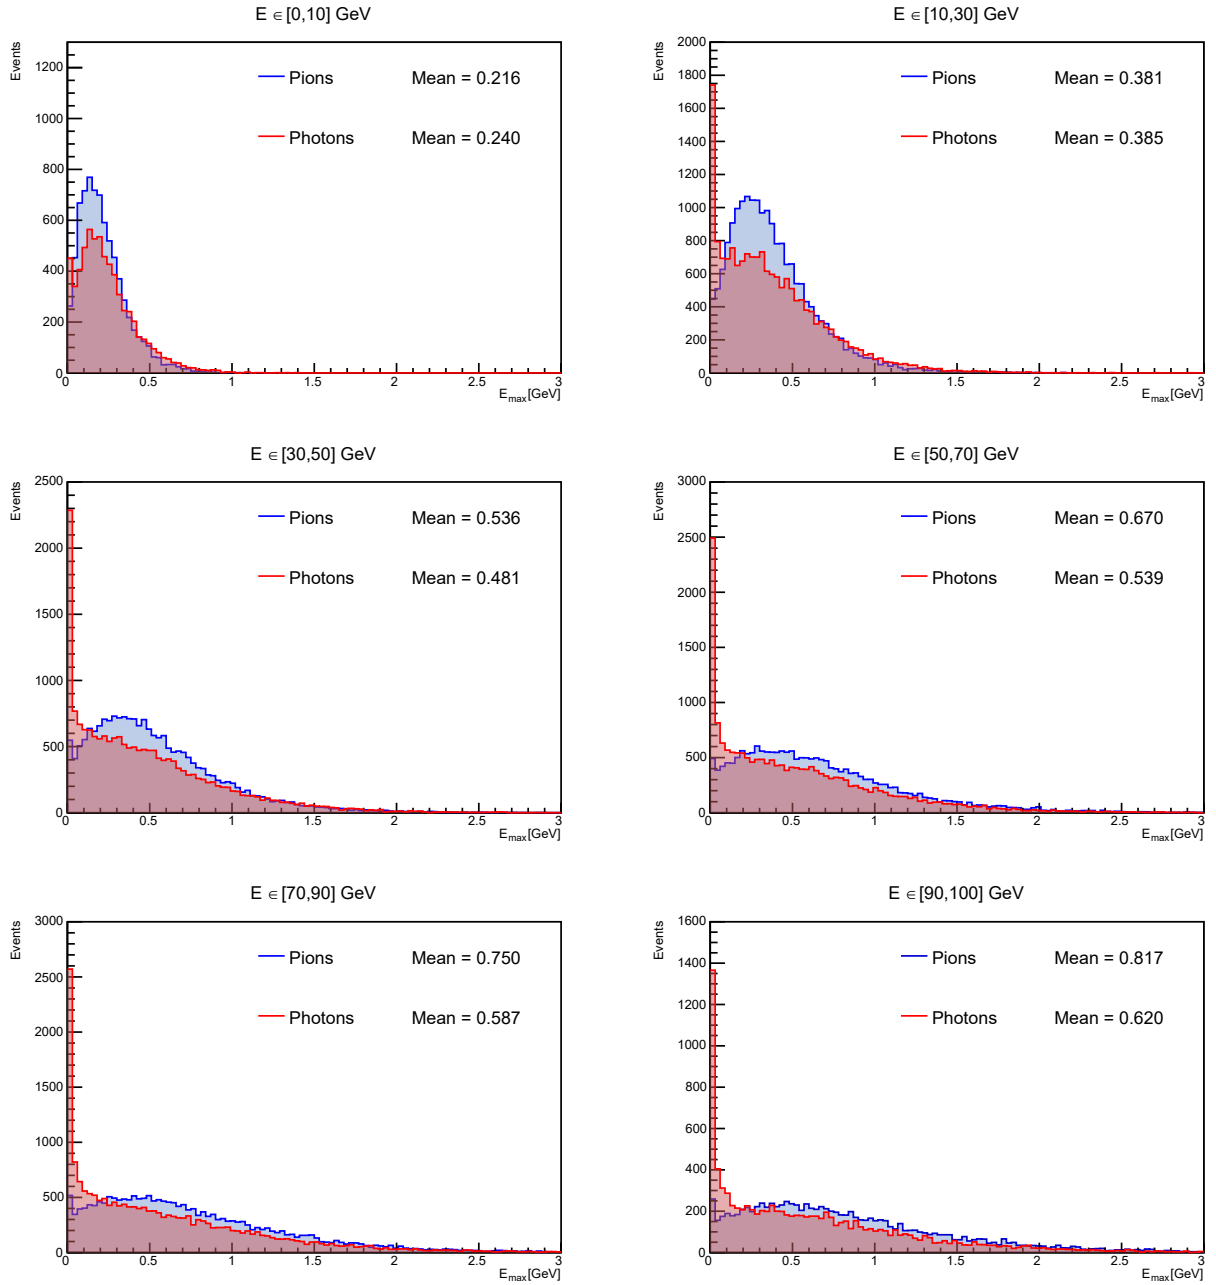 E ∈ [0,10] GeV
Events
Pions Mean = 0.216
Photons Mean = 0.240
1200
1000
800
600
400
200
0
0 0.5 1 1.5 2 2.5 3
E_max[GeV]
E ∈ [10,30] GeV
Events
Pions Mean = 0.381
Photons Mean = 0.385
2000
1800
1600
1400
1200
1000
800
600
400
200
0
0 0.5 1 1.5 2 2.5 3
E_max[GeV]
E ∈ [30,50] GeV
Events
Pions Mean = 0.536
Photons Mean = 0.481
2500
2000
1500
1000
500
0
0 0.5 1 1.5 2 2.5 3
E_max[GeV]
E ∈ [50,70] GeV
Events
Pions Mean = 0.670
Photons Mean = 0.539
3000
2500
2000
1500
1000
500
0
0 0.5 1 1.5 2 2.5 3
E_max[GeV]
E ∈ [70,90] GeV
Events
Pions Mean = 0.750
Photons Mean = 0.587
3000
2500
2000
1500
1000
500
0
0 0.5 1 1.5 2 2.5 3
E_max[GeV]
E ∈ [90,100] GeV
Events
Pions Mean = 0.817
Photons Mean = 0.620
1600
1400
1200
1000
800
600
400
200
0
0 0.5 1 1.5 2 2.5 3
E_max[GeV]